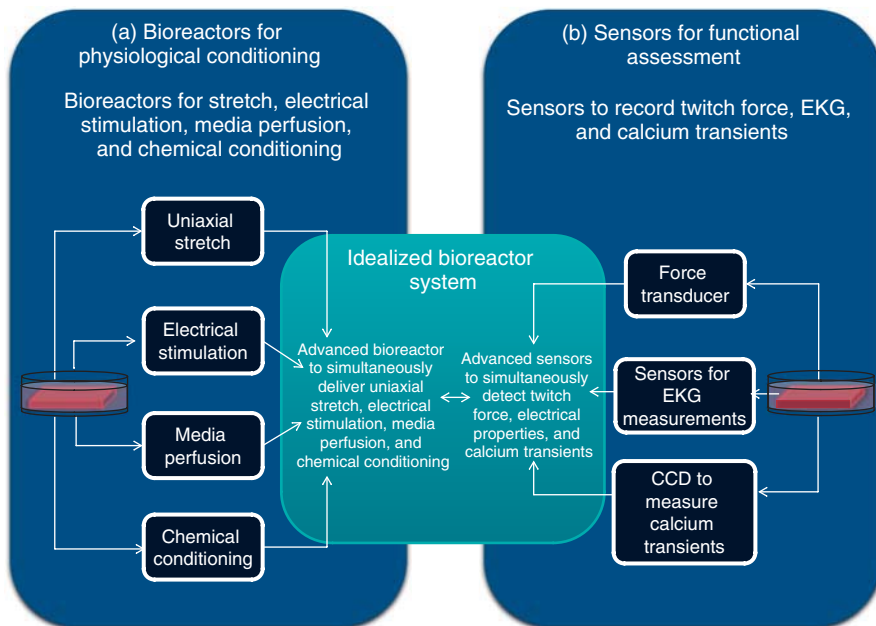 (a) Bioreactors for
physiological conditioning
Bioreactors for stretch, electrical
stimulation, media perfusion,
and chemical conditioning
Uniaxial
stretch
Electrical
stimulation
Media
perfusion
Chemical
conditioning
Idealized bioreactor
system
Advanced bioreactor
to simultaneously
deliver uniaxial
stretch, electrical
stimulation, media
perfusion, and
chemical conditioning
Advanced sensors
to simultaneously
detect twitch
force, electrical
properties, and
calcium transients
(b) Sensors for functional
assessment
Sensors to record twitch force, EKG,
and calcium transients
Force
transducer
Sensors for
EKG
measurements
CCD to
measure
calcium
transients